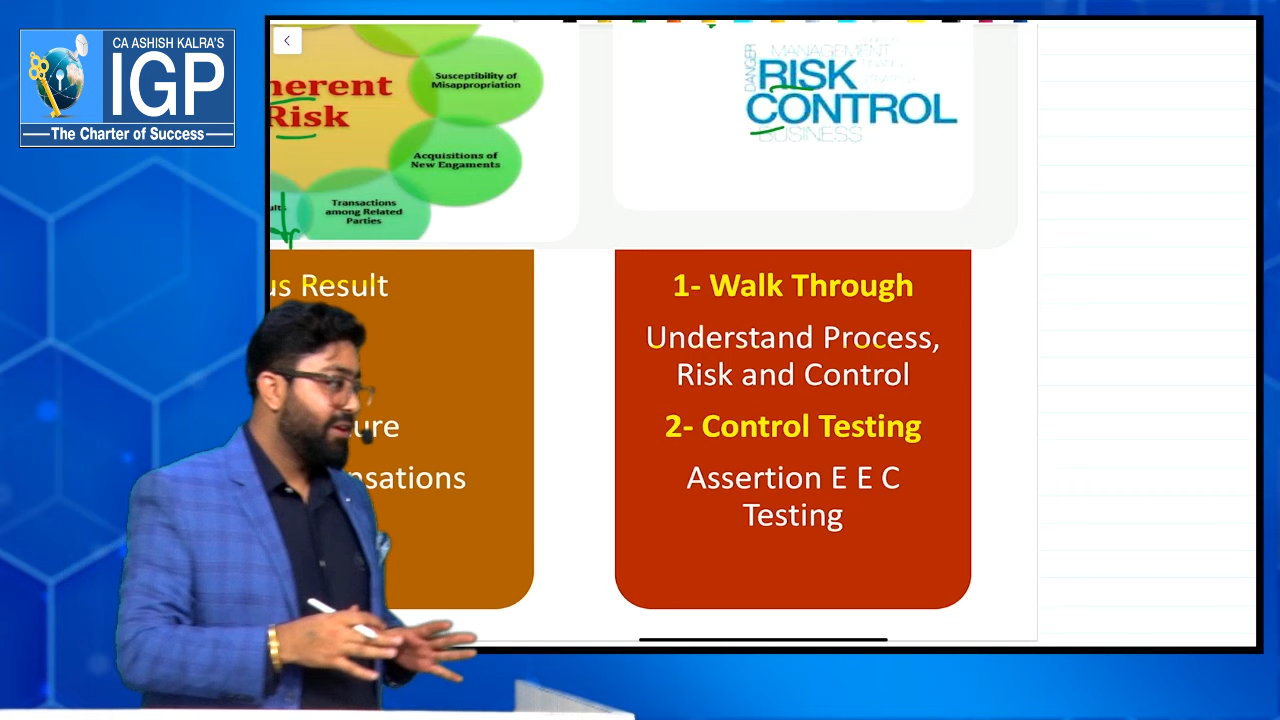 CA ASHISH KALRA'S
IGP
The Charter of Success
herent
Risk
Susceptibility of
Misappropriation
Acquisitions of
New Engaments
Transactions
among Related
Parties
DANGER
MANAGEMENT
RISK
CONTROL
BUSINESS
us Result
ure
nsations
1- Walk Through
Understand Process,
Risk and Control
2- Control Testing
Assertion E E C
Testing